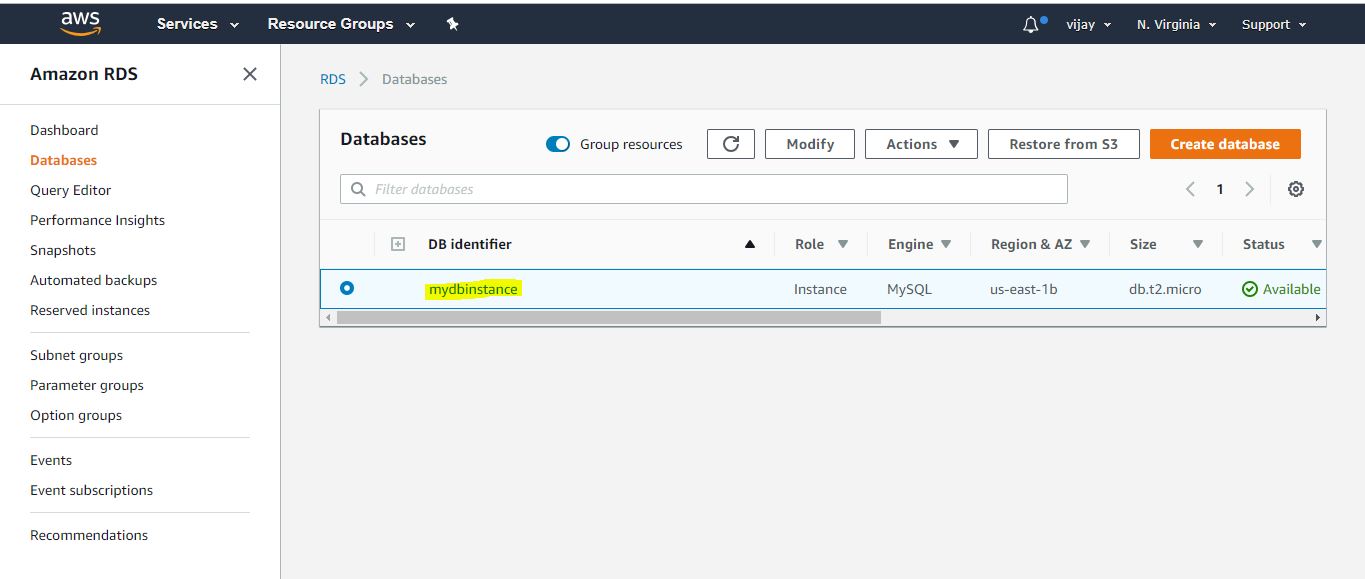 aws Services Resource Groups vijay N. Virginia Support
Amazon RDS
Dashboard
Databases
Query Editor
Performance Insights
Snapshots
Automated backups
Reserved instances
Subnet groups
Parameter groups
Option groups
Events
Event subscriptions
Recommendations
RDS Databases
Databases Group resources Modify Actions Restore from S3 Create database
Filter databases 1
DB identifier Role Engine Region & AZ Size Status
mydbinstance Instance MySQL us-east-1b db.t2.micro Available